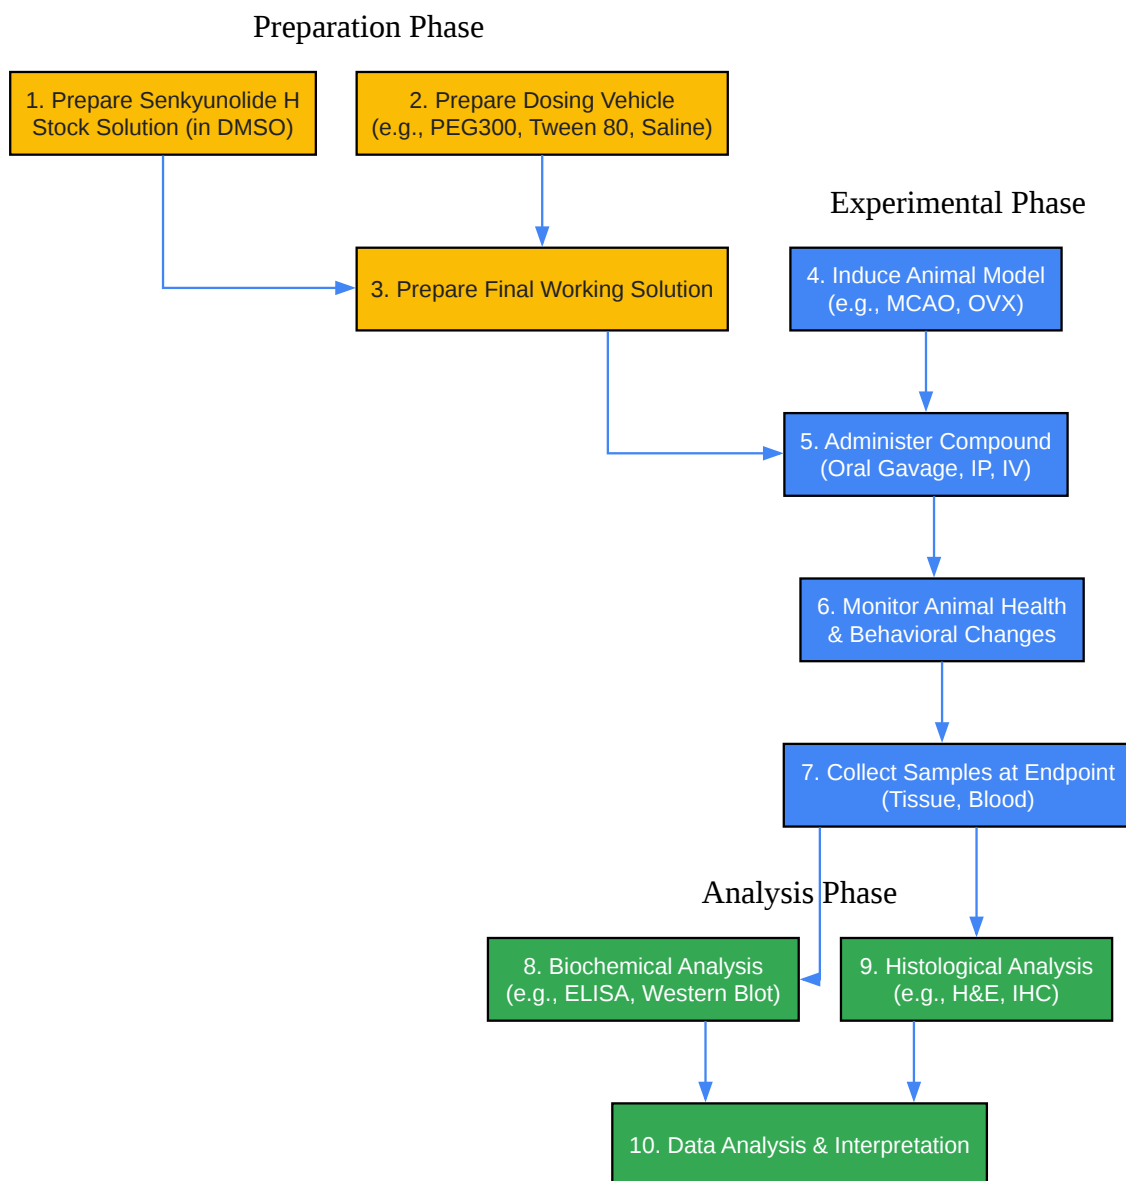 Preparation Phase
1. Prepare Senkyunolide H
Stock Solution (in DMSO)
2. Prepare Dosing Vehicle
(e.g., PEG300, Tween 80, Saline)
Experimental Phase
3. Prepare Final Working Solution
4. Induce Animal Model
(e.g., MCAO, OVX)
5. Administer Compound
(Oral Gavage, IP, IV)
6. Monitor Animal Health
& Behavioral Changes
7. Collect Samples at Endpoint
(Tissue, Blood)
Analysis Phase
8. Biochemical Analysis
(e.g., ELISA, Western Blot)
9. Histological Analysis
(e.g., H&E, IHC)
10. Data Analysis & Interpretation